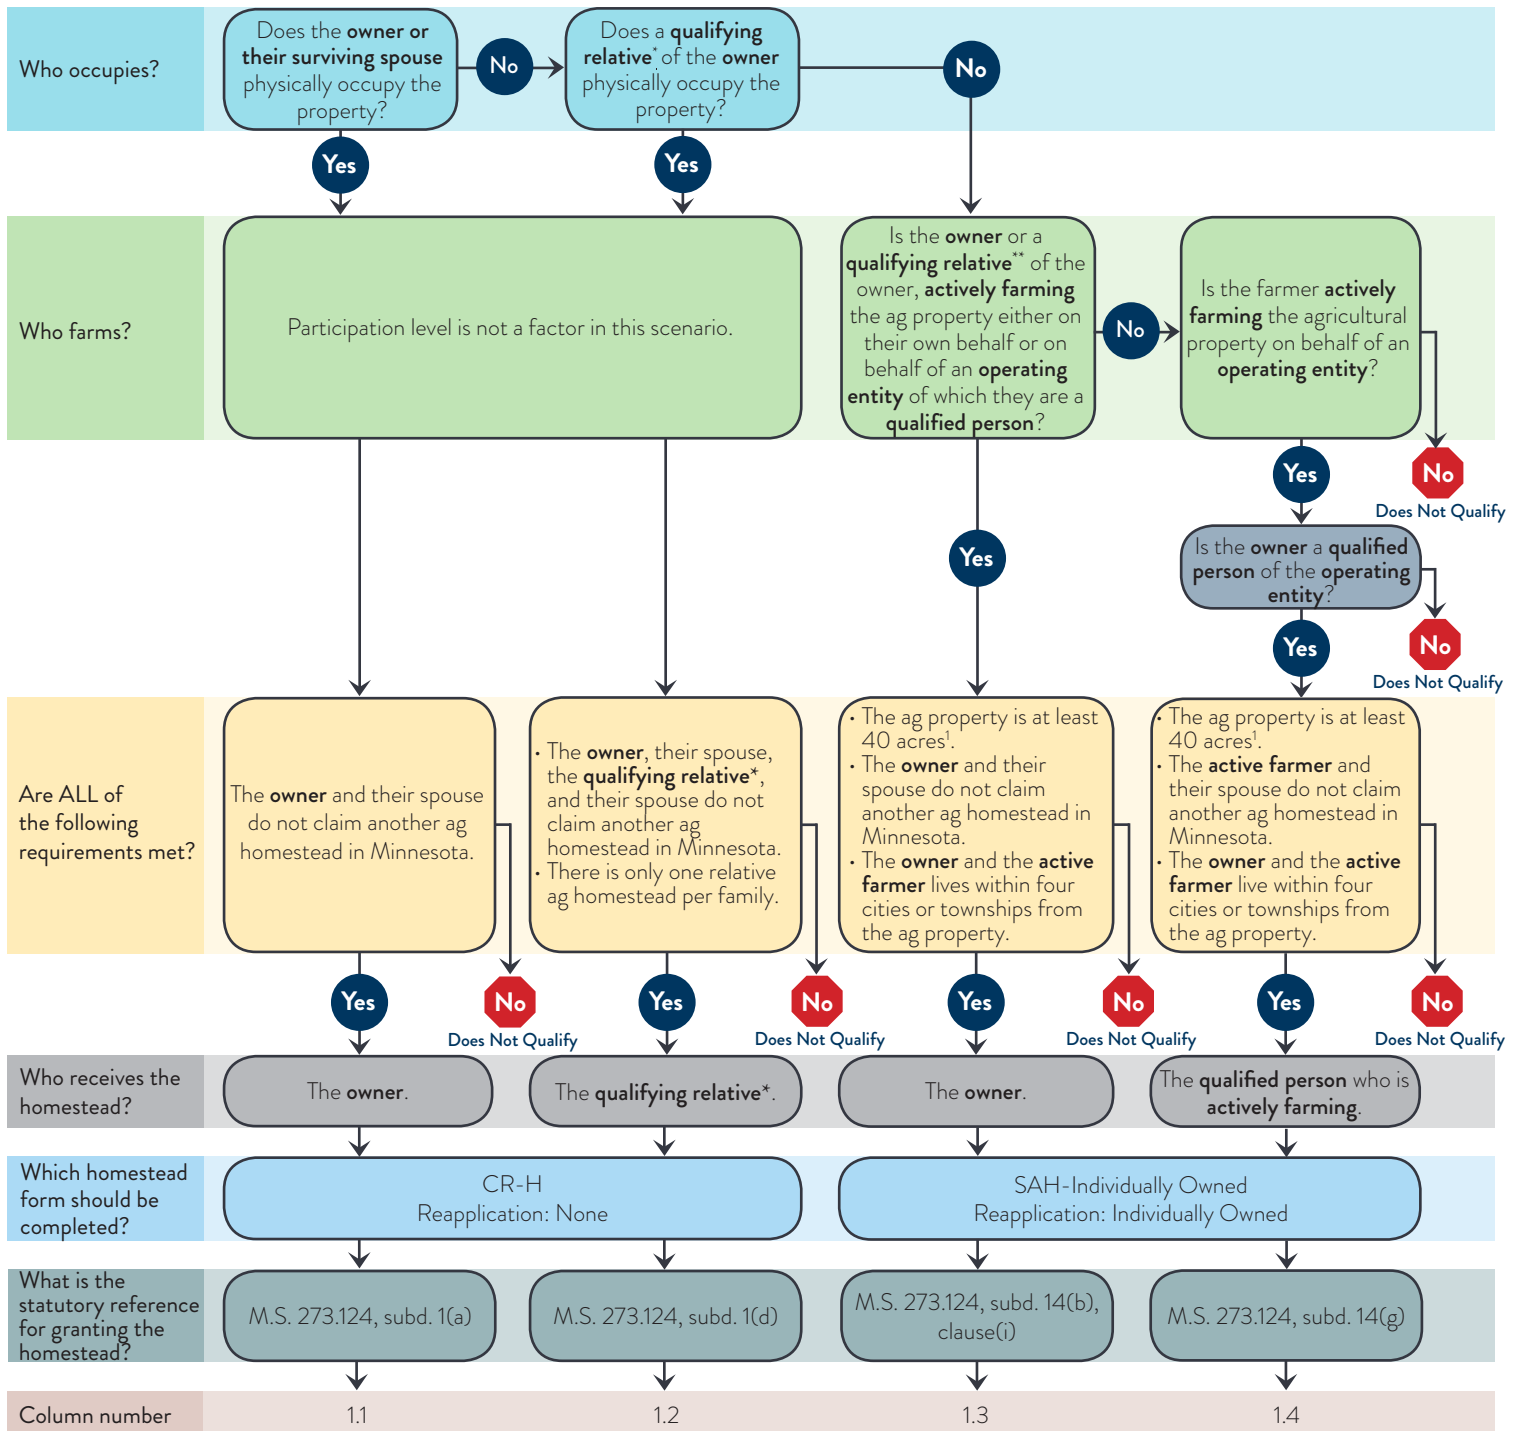 Who occupies?
Does the owner or
their surviving spouse
physically occupy the
property?
No
Does a qualifying
relative* of the owner
physically occupy the
property?
No
Yes
Yes
Who farms?
Participation level is not a factor in this scenario.
Is the owner or a
qualifying relative** of the
owner, actively farming
the ag property either on
their own behalf or on
behalf of an operating
entity of which they are a
qualified person?
No
Is the farmer actively
farming the agricultural
property on behalf of an
operating entity?
Yes
No
Does Not Qualify
Yes
Is the owner a qualified
person of the operating
entity?
Yes
No
Does Not Qualify
Are ALL of
the following
requirements met?
The owner and their spouse
do not claim another ag
homestead in Minnesota.
· The owner, their spouse,
the qualifying relative*,
and their spouse do not
claim another ag
homestead in Minnesota.
· There is only one relative
ag homestead per family.
· The ag property is at least
40 acres¹.
· The owner and their
spouse do not claim
another ag homestead in
Minnesota.
· The owner and the active
farmer lives within four
cities or townships from
the ag property.
· The ag property is at least
40 acres¹.
· The active farmer and
their spouse do not claim
another ag homestead in
Minnesota.
· The owner and the active
farmer live within four
cities or townships from
the ag property.
Yes
No
Does Not Qualify
Yes
No
Does Not Qualify
Yes
No
Does Not Qualify
Yes
No
Does Not Qualify
Who receives the
homestead?
The owner.
The qualifying relative*.
The owner.
The qualified person who is
actively farming.
Which homestead
form should be
completed?
CR-H
Reapplication: None
SAH-Individually Owned
Reapplication: Individually Owned
What is the
statutory reference
for granting the
homestead?
M.S. 273.124, subd. 1(a)
M.S. 273.124, subd. 1(d)
M.S. 273.124, subd. 14(b),
clause(i)
M.S. 273.124, subd. 14(g)
Column number
1.1
1.2
1.3
1.4